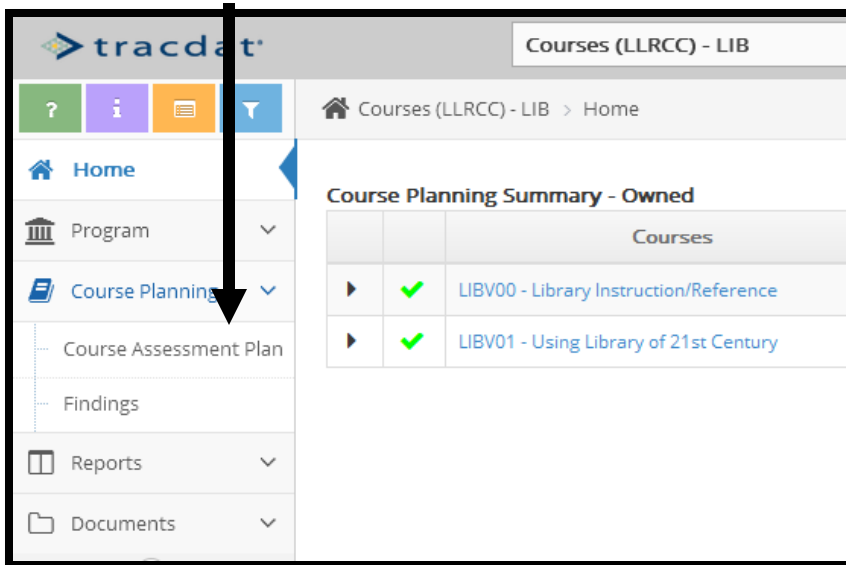 tracdat
Courses (LLRCC) - LIB
? i
Courses (LLRCC) - LIB > Home
Home
Program
Course Planning
Course Assessment Plan
Findings
Reports
Documents
Course Planning Summary - Owned
Courses
LIBV00 - Library Instruction/Reference
LIBV01 - Using Library of 21st Century